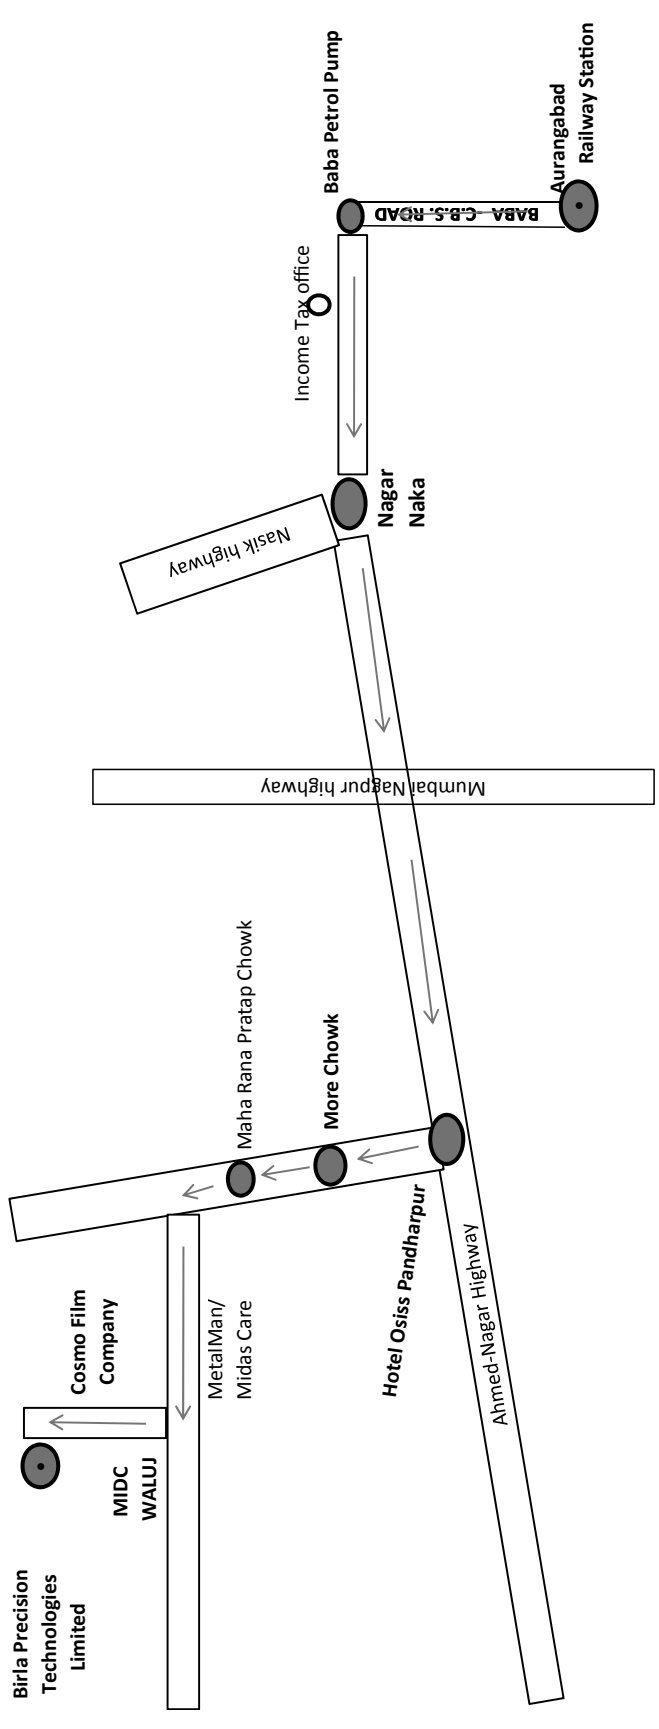 Birla Precision
Technologies
Limited
MIDC
WALUJ
Cosmo Film
Company
MetalMan/
Midas Care
Maha Rana Pratap Chowk
More Chowk
Hotel Osiss Pandharpur
Ahmed-Nagar Highway
Mumbai Nagpur highway
Nasik highway
Nagar
Naka
Income Tax office
Baba Petrol Pump
BABA - C.B.S. ROAD
Aurangabad
Railway Station